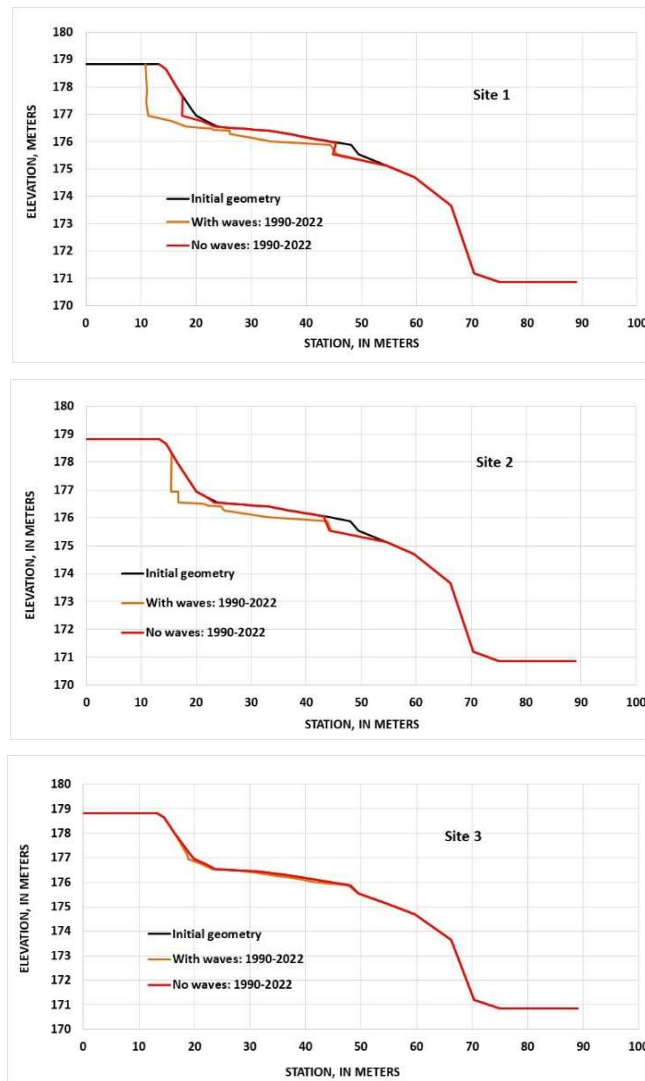 180
179
178
177
176
175
174
173
172
171
170
ELEVATION, METERS
Site 1
Initial geometry
With waves: 1990-2022
No waves: 1990-2022
0 10 20 30 40 50 60 70 80 90 100
STATION, IN METERS
180
179
178
177
176
175
174
173
172
171
170
ELEVATION, IN METERS
Site 2
Initial geometry
With waves: 1990-2022
No waves: 1990-2022
0 10 20 30 40 50 60 70 80 90 100
STATION, IN METERS
180
179
178
177
176
175
174
173
172
171
170
ELEVATION, IN METERS
Site 3
Initial geometry
With waves: 1990-2022
No waves: 1990-2022
0 10 20 30 40 50 60 70 80 90 100
STATION, IN METERS